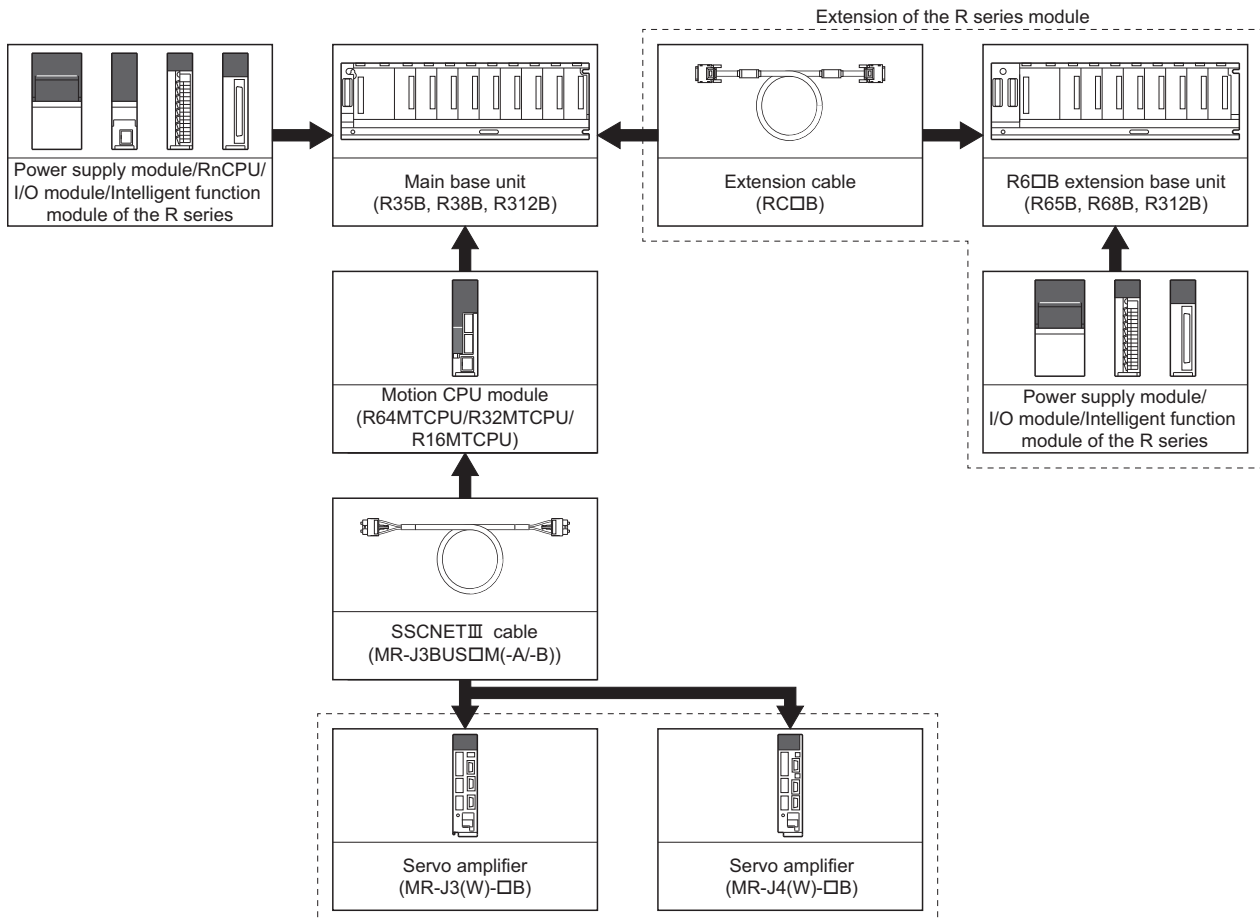 Extension of the R series module
Power supply module/RnCPU/
I/O module/Intelligent function
module of the R series
Main base unit
(R35B, R38B, R312B)
Extension cable
(RC□B)
R6□B extension base unit
(R65B, R68B, R312B)
Motion CPU module
(R64MTCPU/R32MTCPU/
R16MTCPU)
Power supply module/
I/O module/Intelligent function
module of the R series
SSCNETⅢ cable
(MR-J3BUS□M(-A/-B))
Servo amplifier
(MR-J3(W)-□B)
Servo amplifier
(MR-J4(W)-□B)